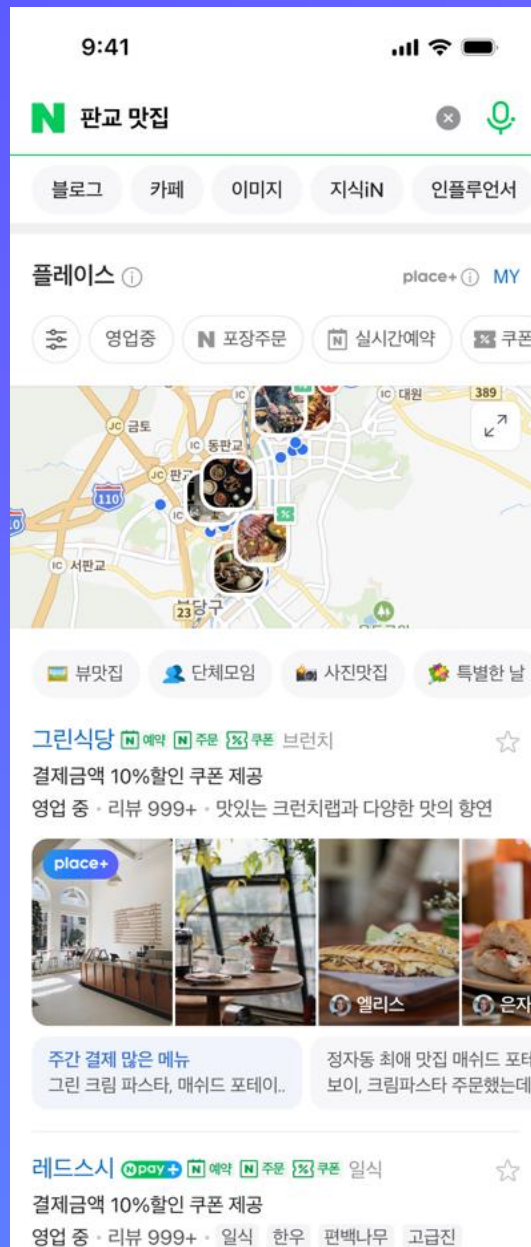 9:41
N 판교 맛집
블로그 카페 이미지 지식iN 인플루언서
플레이스 place+ MY
영업중 N 포장주문 N 실시간예약 쿠폰
IC
IC 대원
389
JC 금토
IC 동판교
JC 판교
110
IC
IC 서판교
23
당구
뷰맛집 단체모임 사진맛집 특별한 날
그린식당 N 예약 N 주문 쿠폰 브런치
결제금액 10%할인 쿠폰 제공
영업 중 · 리뷰 999+ · 맛있는 크런치랩과 다양한 맛의 향연
place+
엘리스
은자
주간 결제 많은 메뉴
그린 크림 파스타, 매쉬드 포테이..
정자동 최애 맛집 매쉬드 포테
보이, 크림파스타 주문했는데
레드스시 N pay+ N 예약 N 주문 쿠폰 일식
결제금액 10%할인 쿠폰 제공
영업 중 · 리뷰 999+ · 일식 한우 편백나무 고급진